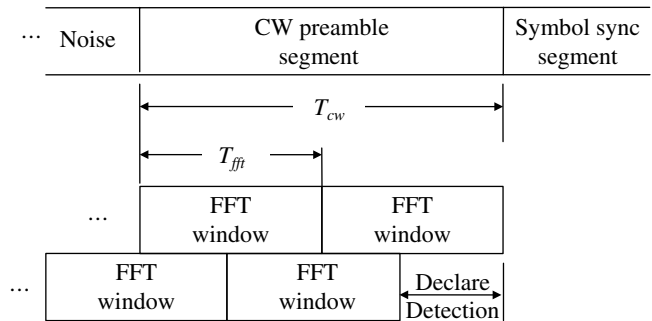 ... Noise CW preamble segment Symbol sync segment
T_cw
T_fft
... FFT window FFT window
... FFT window FFT window Declare Detection